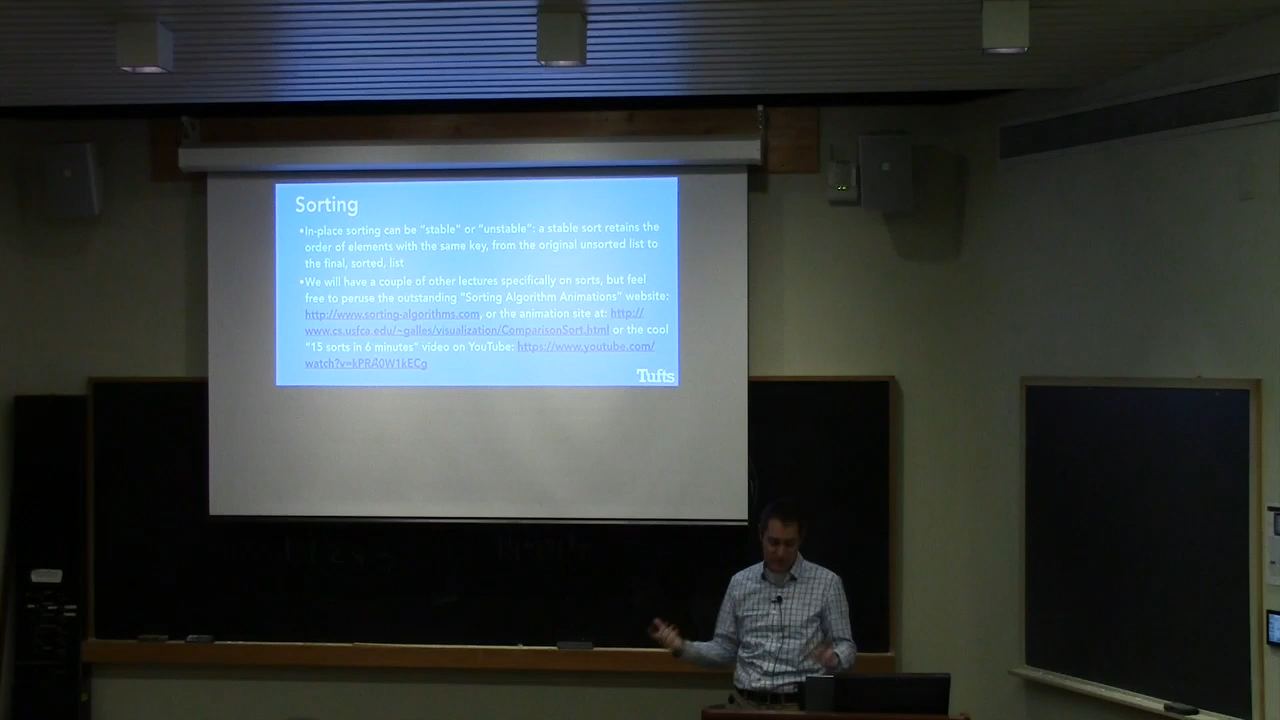 Sorting
•In-place sorting can be "stable" or "unstable": a stable sort retains the
order of elements with the same key, from the original unsorted list to
the final, sorted, list
•We will have a couple of other lectures specifically on sorts, but feel
free to peruse the outstanding "Sorting Algorithm Animations" website:
http://www.sorting-algorithms.com, or the animation site at: http://
www.cs.usfca.edu/~galles/visualization/ComparisonSort.html or the cool
"15 sorts in 6 minutes" video on YouTube: https://www.youtube.com/
watch?v=kPRA0W1kECg
Tufts